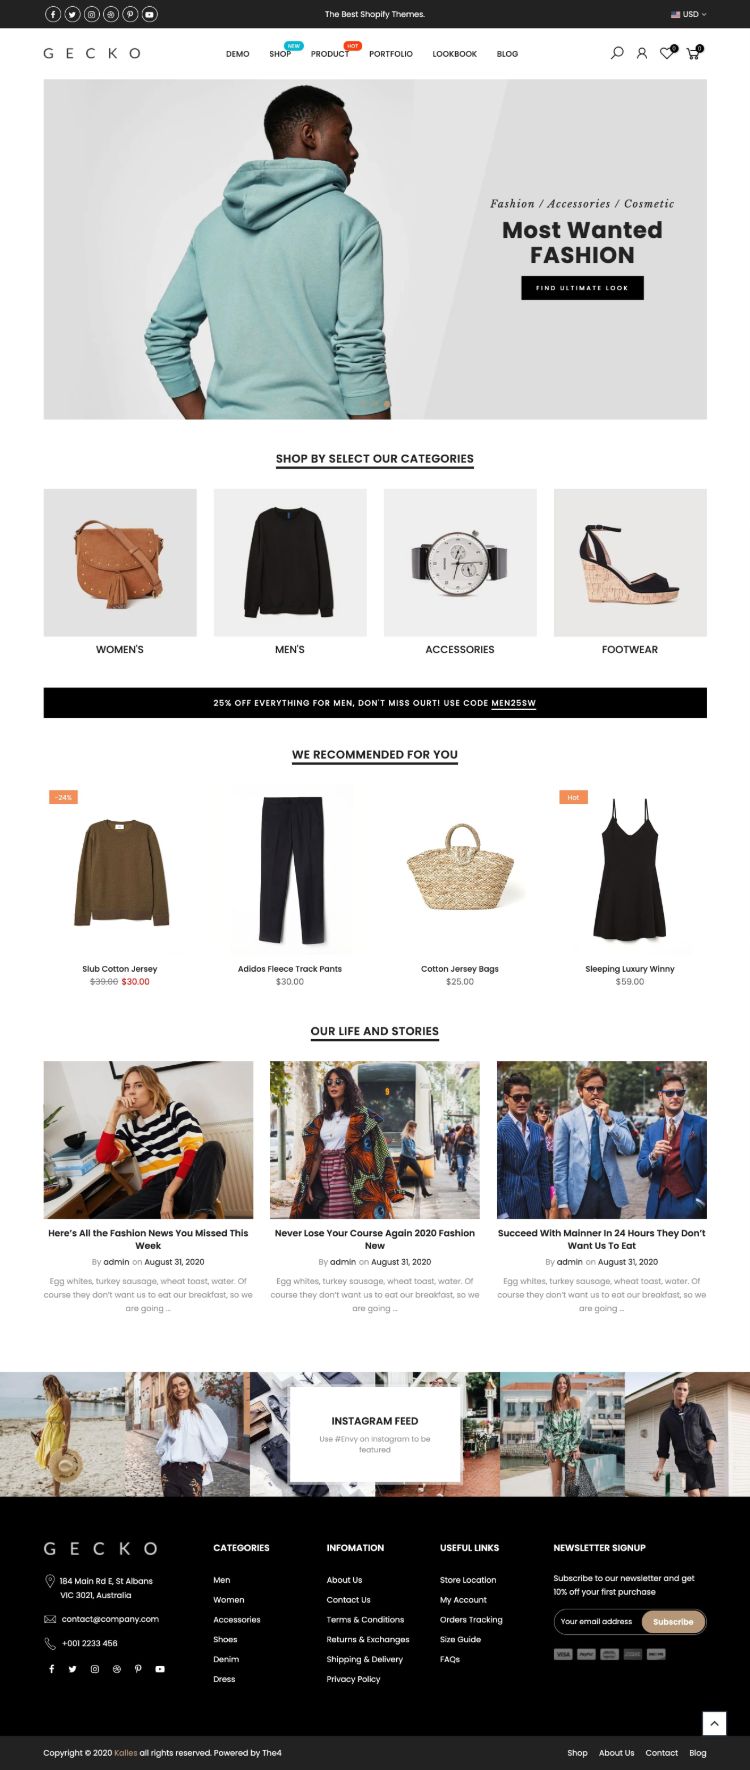 The Best Shopify Themes.
USD
GECKO
DEMO
SHOP
NEW
PRODUCT
HOT
PORTFOLIO
LOOKBOOK
BLOG
0
0
Fashion / Accessories / Cosmetic
Most Wanted
FASHION
FIND ULTIMATE LOOK
SHOP BY SELECT OUR CATEGORIES
WOMEN'S
MEN'S
ACCESSORIES
FOOTWEAR
25% OFF EVERYTHING FOR MEN, DON'T MISS OURT! USE CODE MEN25SW
WE RECOMMENDED FOR YOU
-24%
Hot
Slub Cotton Jersey
$39.00 $30.00
Adidos Fleece Track Pants
$30.00
Cotton Jersey Bags
$25.00
Sleeping Luxury Winny
$59.00
OUR LIFE AND STORIES
Here's All the Fashion News You Missed This
Week
By admin on August 31, 2020
Egg whites, turkey sausage, wheat toast, water. Of
course they don't want us to eat our breakfast, so we
are going ...
Never Lose Your Course Again 2020 Fashion
New
By admin on August 31, 2020
Egg whites, turkey sausage, wheat toast, water. Of
course they don't want us to eat our breakfast, so we
are going ...
Succeed With Mainner In 24 Hours They Don't
Want Us To Eat
By admin on August 31, 2020
Egg whites, turkey sausage, wheat toast, water. Of
course they don't want us to eat our breakfast, so we
are going ...
INSTAGRAM FEED
Use #Envy on instagram to be
featured
GECKO
184 Main Rd E, St Albans
VIC 3021, Australia
contact@company.com
+001 2233 456
CATEGORIES
Men
Women
Accessories
Shoes
Denim
Dress
INFOMATION
About Us
Contact Us
Terms & Conditions
Returns & Exchanges
Shipping & Delivery
Privacy Policy
USEFUL LINKS
Store Location
My Account
Orders Tracking
Size Guide
FAQs
NEWSLETTER SIGNUP
Subscribe to our newsletter and get
10% off your first purchase
Your email address
Subscribe
VISA
PayPal
Copyright © 2020 Kalles all rights reserved. Powered by The4
Shop
About Us
Contact
Blog